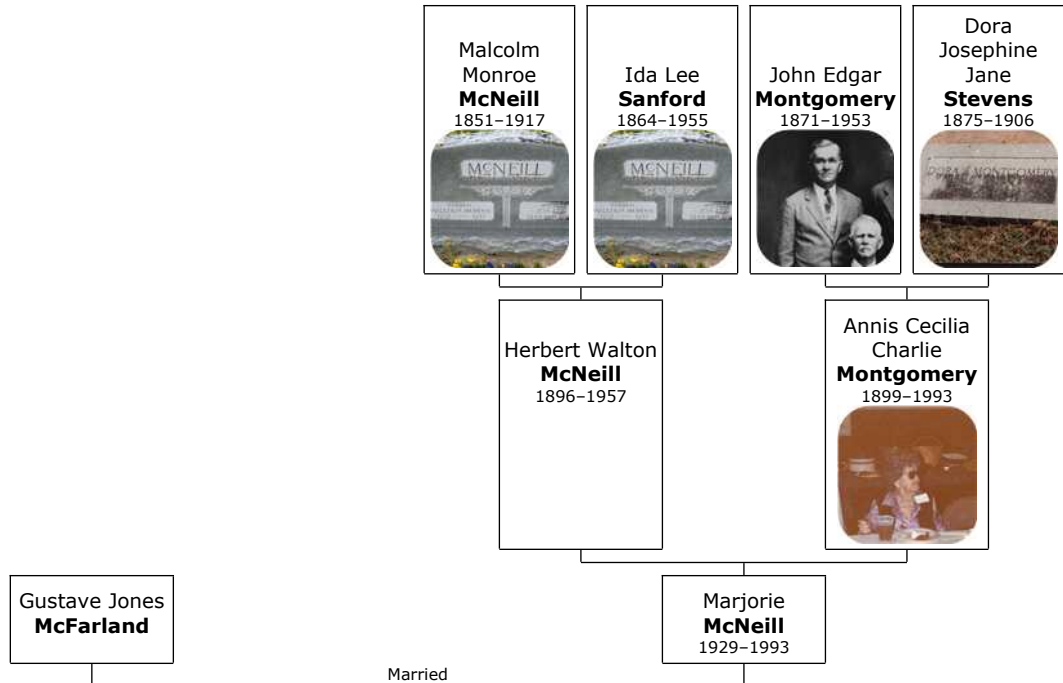 Malcolm
Monroe
McNeill
1851–1917
Ida Lee
Sanford
1864–1955
John Edgar
Montgomery
1871–1953
Dora
Josephine
Jane
Stevens
1875–1906
McNEILL
McNEILL
DORA J. MONTGOMERY
Herbert Walton
McNeill
1896–1957
Annis Cecilia
Charlie
Montgomery
1899–1993
Gustave Jones
McFarland
Marjorie
McNeill
1929–1993
Married